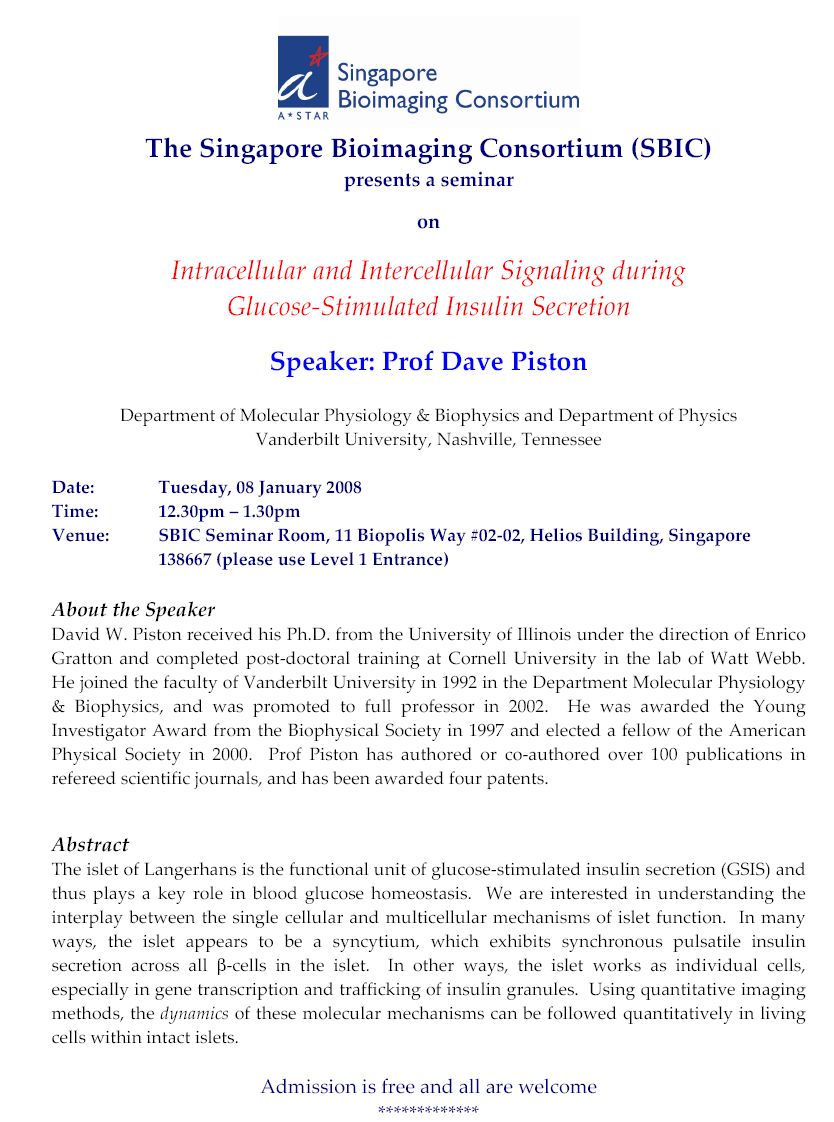 a
A★STAR
Singapore
Bioimaging Consortium
The Singapore Bioimaging Consortium (SBIC)
presents a seminar
on
Intracellular and Intercellular Signaling during
Glucose-Stimulated Insulin Secretion
Speaker: Prof Dave Piston
Department of Molecular Physiology & Biophysics and Department of Physics
Vanderbilt University, Nashville, Tennessee
Date: Tuesday, 08 January 2008
Time: 12.30pm – 1.30pm
Venue: SBIC Seminar Room, 11 Biopolis Way #02-02, Helios Building, Singapore
138667 (please use Level 1 Entrance)
About the Speaker
David W. Piston received his Ph.D. from the University of Illinois under the direction of Enrico
Gratton and completed post-doctoral training at Cornell University in the lab of Watt Webb.
He joined the faculty of Vanderbilt University in 1992 in the Department Molecular Physiology
& Biophysics, and was promoted to full professor in 2002. He was awarded the Young
Investigator Award from the Biophysical Society in 1997 and elected a fellow of the American
Physical Society in 2000. Prof Piston has authored or co-authored over 100 publications in
refereed scientific journals, and has been awarded four patents.
Abstract
The islet of Langerhans is the functional unit of glucose-stimulated insulin secretion (GSIS) and
thus plays a key role in blood glucose homeostasis. We are interested in understanding the
interplay between the single cellular and multicellular mechanisms of islet function. In many
ways, the islet appears to be a syncytium, which exhibits synchronous pulsatile insulin
secretion across all β-cells in the islet. In other ways, the islet works as individual cells,
especially in gene transcription and trafficking of insulin granules. Using quantitative imaging
methods, the dynamics of these molecular mechanisms can be followed quantitatively in living
cells within intact islets.
Admission is free and all are welcome
*************